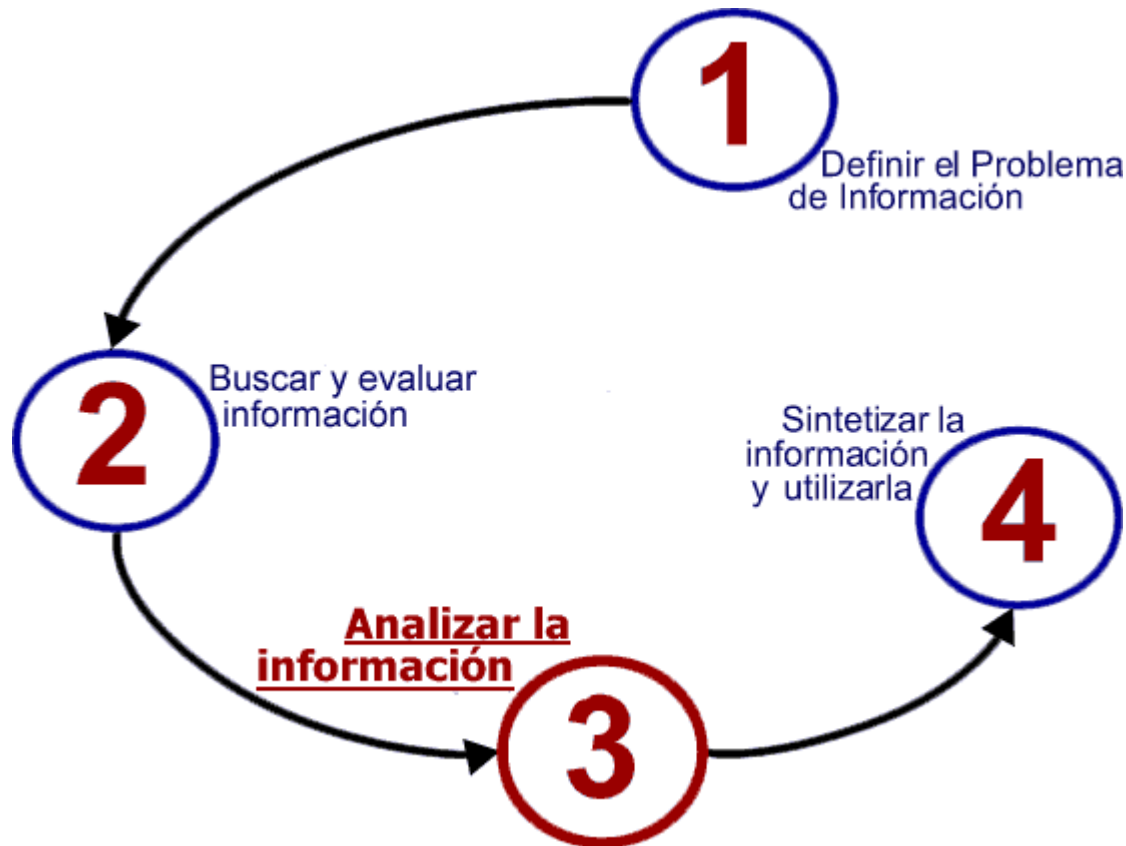 1
Definir el Problema
de Información
2
Buscar y evaluar
información
Analizar la
información
3
Sintetizar la
información
y utilizarla
4